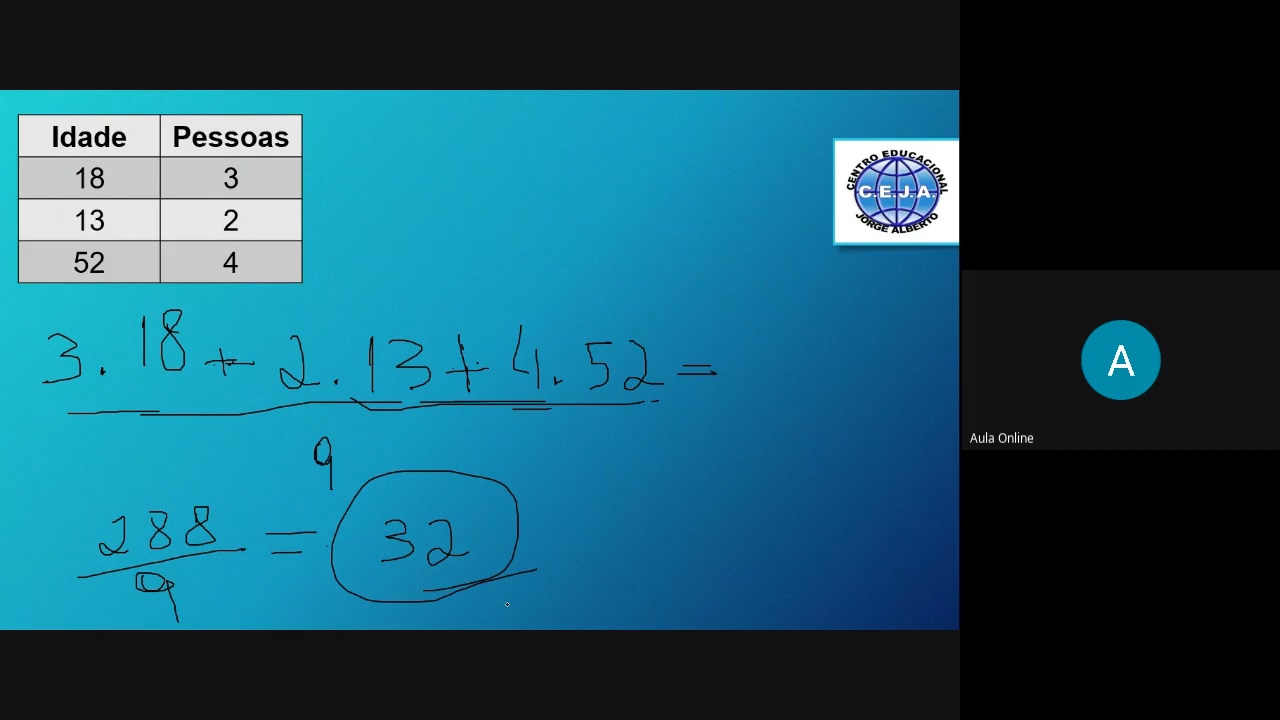 Idade Pessoas
18 3
13 2
52 4
CENTRO EDUCACIONAL
C.E.J.A.
JORGE ALBERTO
3.18 + 2.13 + 4.52 =
9
288 = 32
9
A
Aula Online